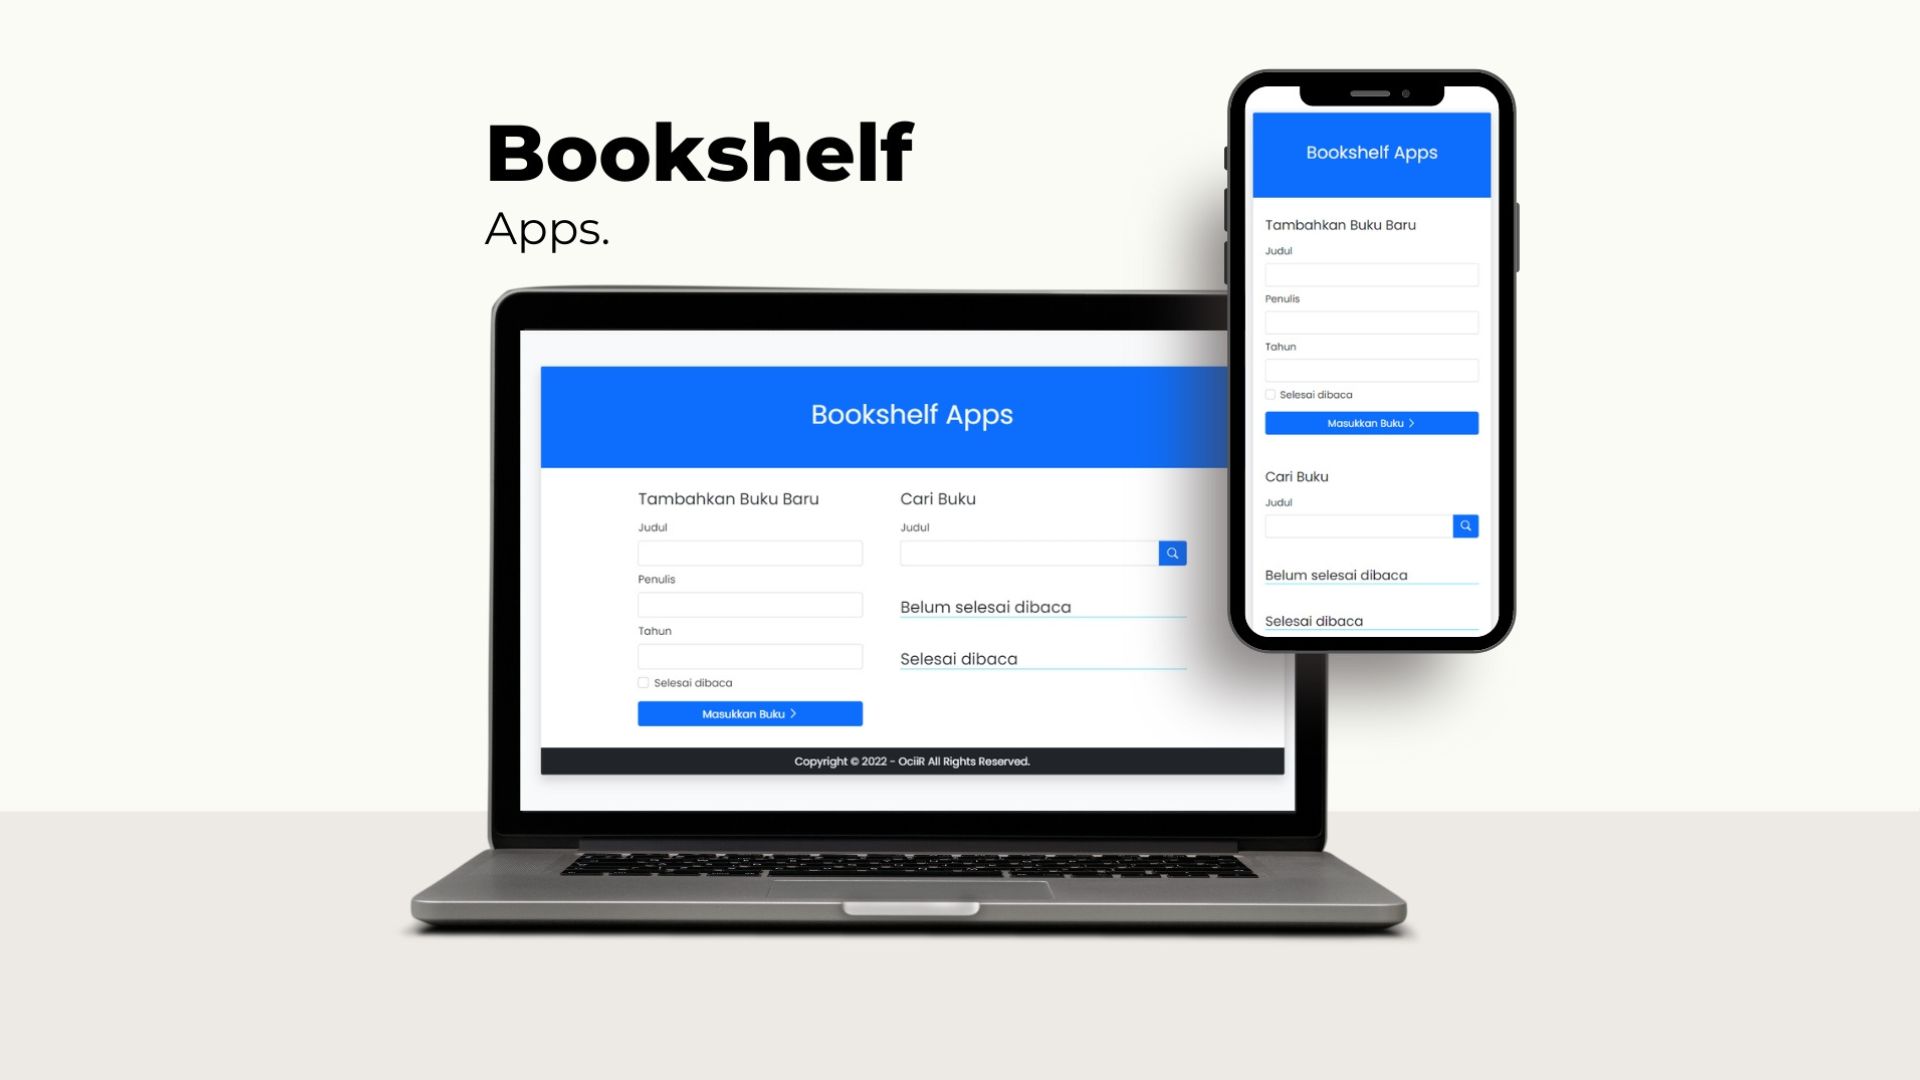 Bookshelf
Apps.
Bookshelf Apps
Tambahkan Buku Baru
Judul
Penulis
Tahun
Selesai dibaca
Masukkan Buku
Cari Buku
Judul
Belum selesai dibaca
Selesai dibaca
Copyright © 2022 - OciiR All Rights Reserved.
Bookshelf Apps
Tambahkan Buku Baru
Judul
Penulis
Tahun
Selesai dibaca
Masukkan Buku
Cari Buku
Judul
Belum selesai dibaca
Selesai dibaca